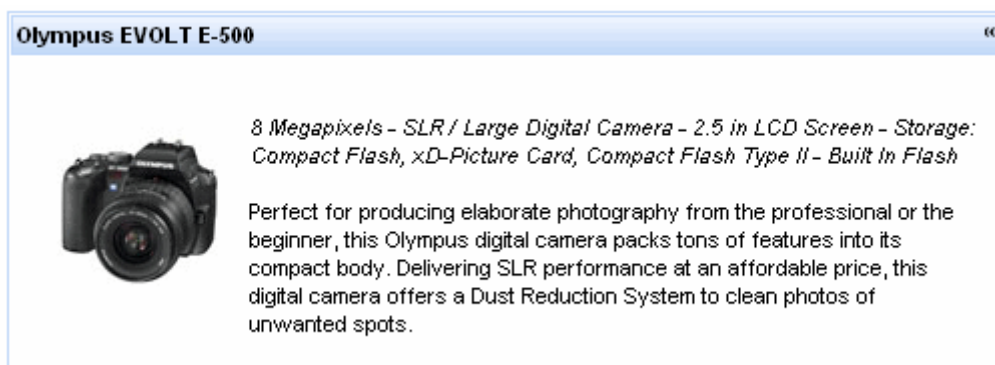 Olympus EVOLT E-500
8 Megapixels - SLR / Large Digital Camera - 2.5 in LCD Screen - Storage:
Compact Flash, xD-Picture Card, Compact Flash Type II - Built In Flash
OLYMPUS
Perfect for producing elaborate photography from the professional or the
beginner, this Olympus digital camera packs tons of features into its
compact body. Delivering SLR performance at an affordable price, this
digital camera offers a Dust Reduction System to clean photos of
unwanted spots.